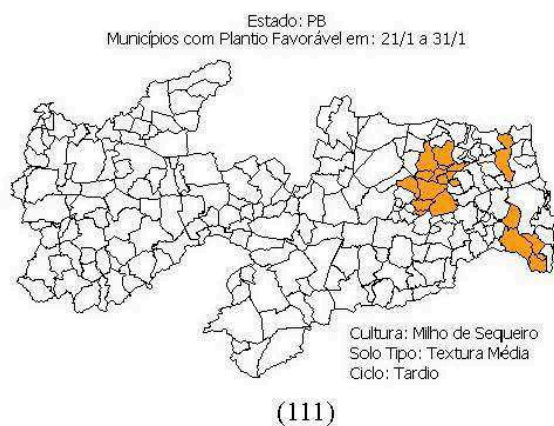 Estado: PB
Municípios com Plantio Favorável em: 21/1 a 31/1
Cultura: Milho de Sequeiro
Solo Tipo: Textura Média
Ciclo: Tardio
(111)